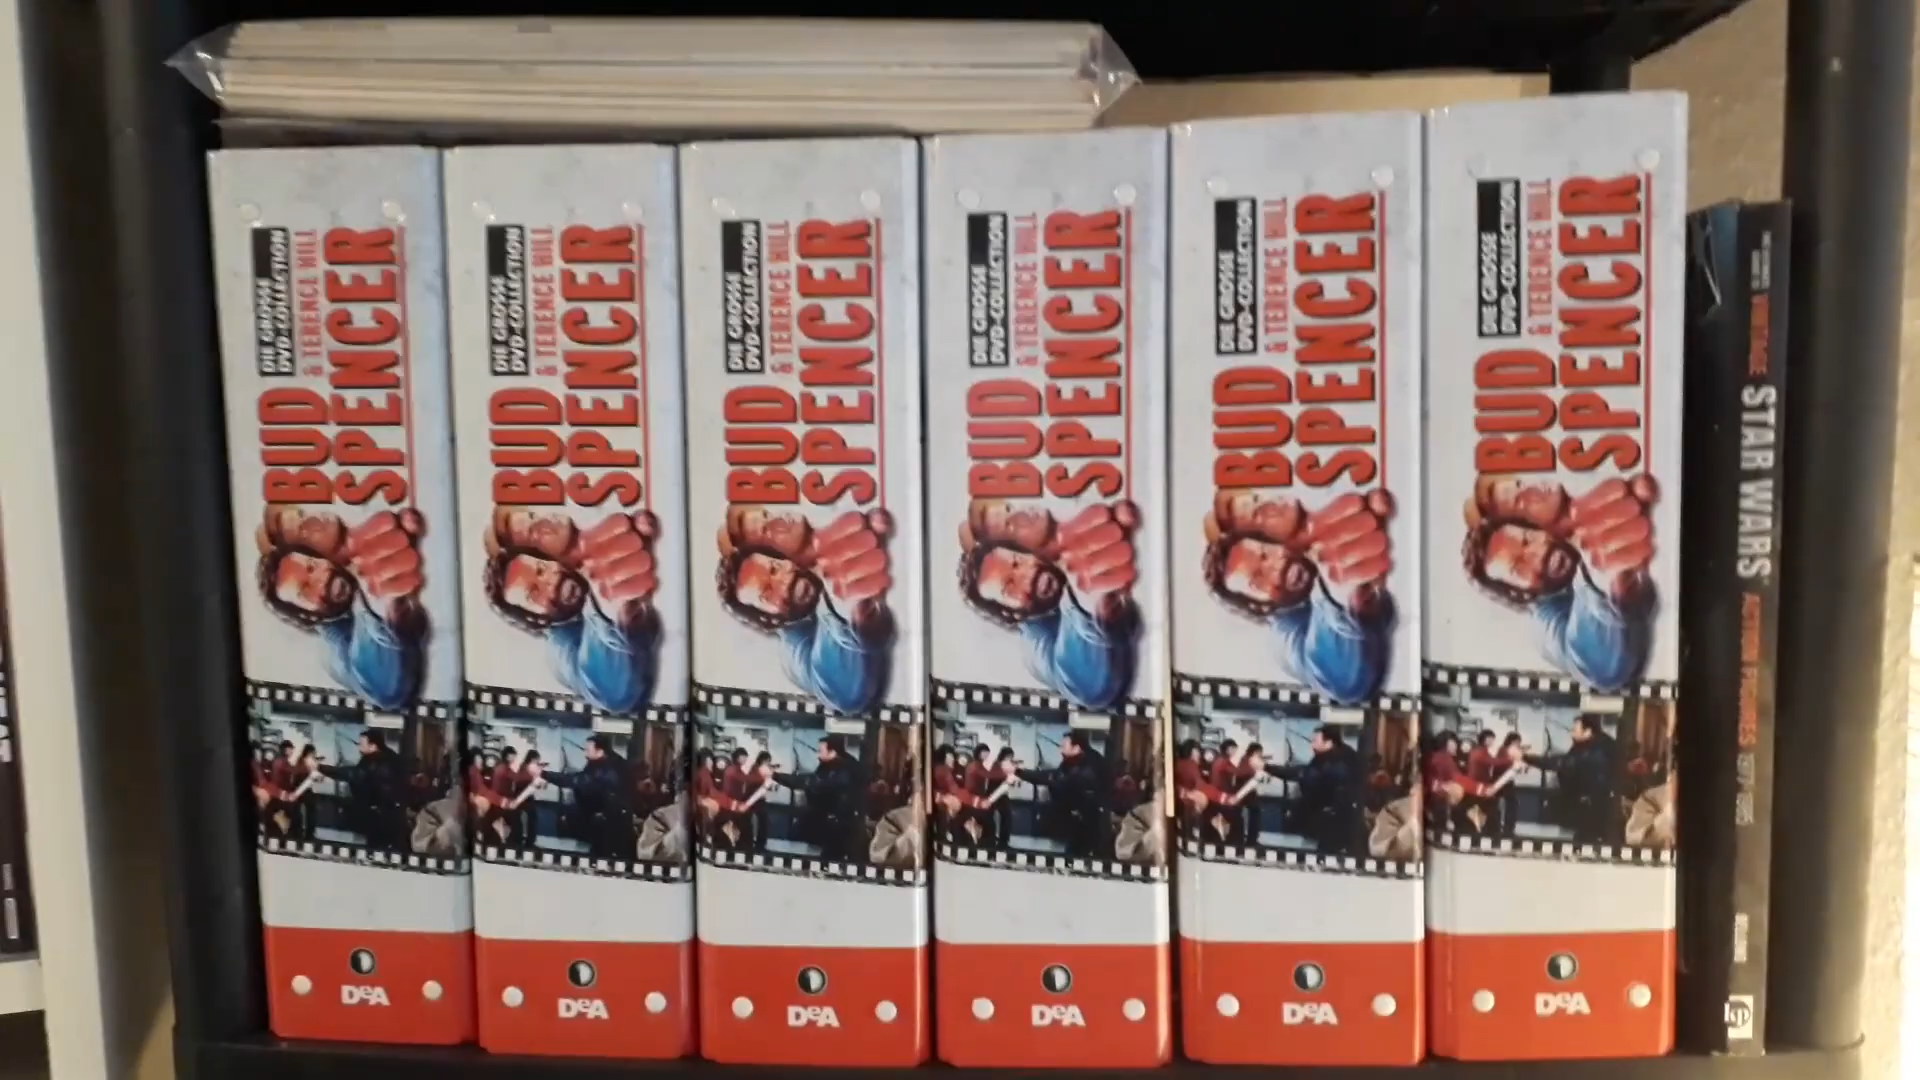 DIE GROSSE
DVD-COLLECTION
& TERENCE HILL
BUD
SPENCER
DeA
DIE GROSSE
DVD-COLLECTION
& TERENCE HILL
BUD
SPENCER
DeA
DIE GROSSE
DVD-COLLECTION
& TERENCE HILL
BUD
SPENCER
DeA
DIE GROSSE
DVD-COLLECTION
& TERENCE HILL
BUD
SPENCER
DeA
DIE GROSSE
DVD-COLLECTION
& TERENCE HILL
BUD
SPENCER
DeA
DIE GROSSE
DVD-COLLECTION
& TERENCE HILL
BUD
SPENCER
DeA
VINTAGE STAR WARS ACTION FIGURES
kp